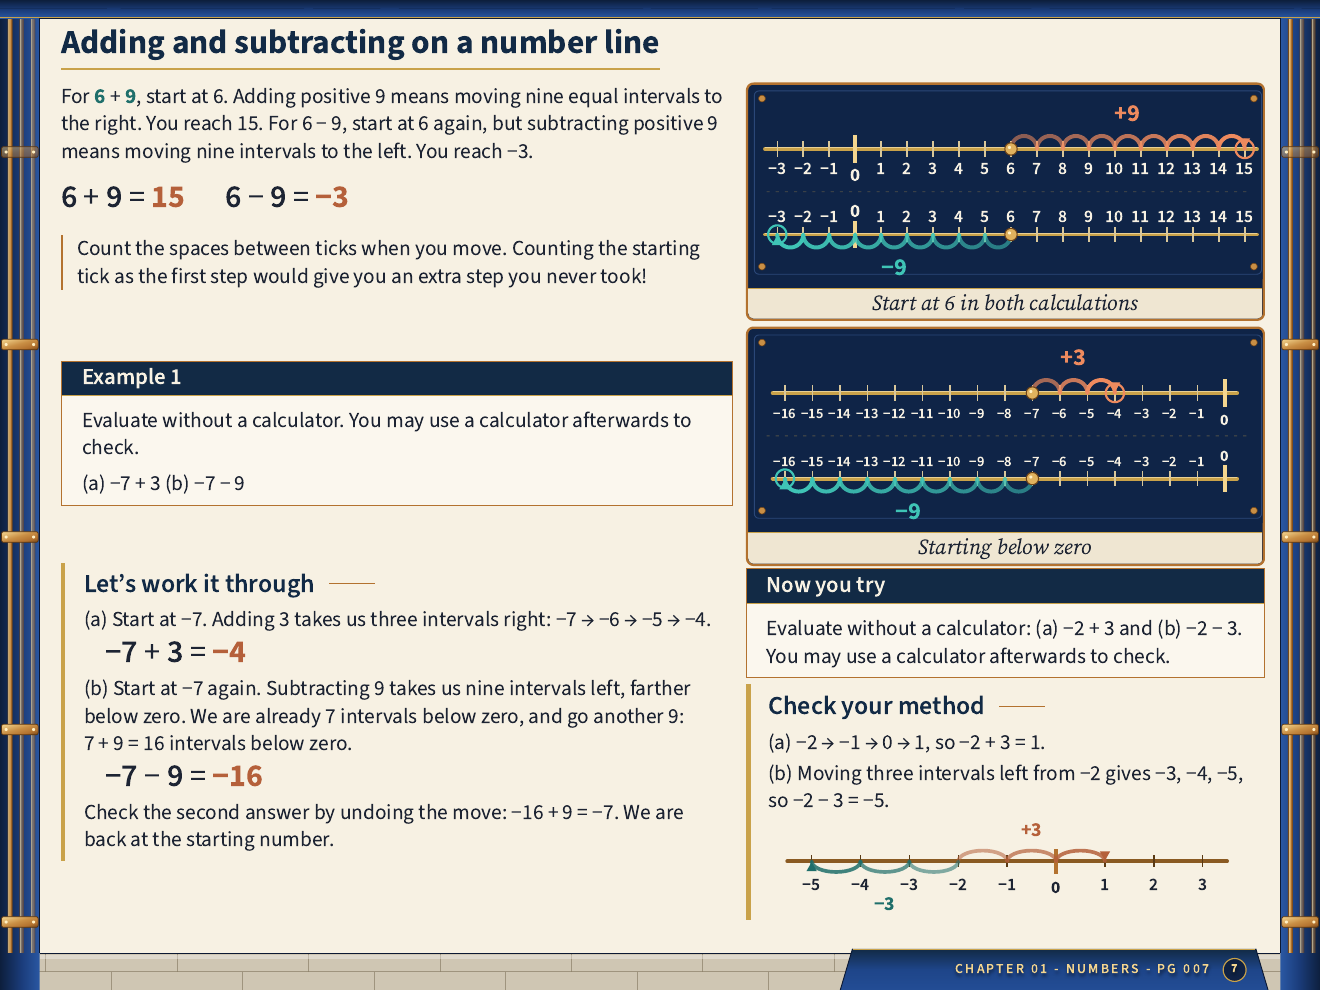 Adding and subtracting on a number line
For 6 + 9, start at 6. Adding positive 9 means moving nine equal intervals to
the right. You reach 15. For 6 − 9, start at 6 again, but subtracting positive 9
means moving nine intervals to the left. You reach −3.
6 + 9 = 15 6 − 9 = −3
Count the spaces between ticks when you move. Counting the starting
tick as the first step would give you an extra step you never took!
Example 1
Evaluate without a calculator. You may use a calculator afterwards to
check.
(a) −7 + 3 (b) −7 − 9
Let’s work it through
(a) Start at −7. Adding 3 takes us three intervals right: −7 → −6 → −5 → −4.
−7 + 3 = −4
(b) Start at −7 again. Subtracting 9 takes us nine intervals left, farther
below zero. We are already 7 intervals below zero, and go another 9:
7 + 9 = 16 intervals below zero.
−7 − 9 = −16
Check the second answer by undoing the move: −16 + 9 = −7. We are
back at the starting number.
+9
−3 −2 −1 0 1 2 3 4 5 6 7 8 9 10 11 12 13 14 15
−3 −2 −1 0 1 2 3 4 5 6 7 8 9 10 11 12 13 14 15
−9
Start at 6 in both calculations
+3
−16 −15 −14 −13 −12 −11 −10 −9 −8 −7 −6 −5 −4 −3 −2 −1 0
−16 −15 −14 −13 −12 −11 −10 −9 −8 −7 −6 −5 −4 −3 −2 −1 0
−9
Starting below zero
Now you try
Evaluate without a calculator: (a) −2 + 3 and (b) −2 − 3.
You may use a calculator afterwards to check.
Check your method
(a) −2 → −1 → 0 → 1, so −2 + 3 = 1.
(b) Moving three intervals left from −2 gives −3, −4, −5,
so −2 − 3 = −5.
+3
−5 −4 −3 −2 −1 0 1 2 3
−3
CHAPTER 01 - NUMBERS - PG 007 7